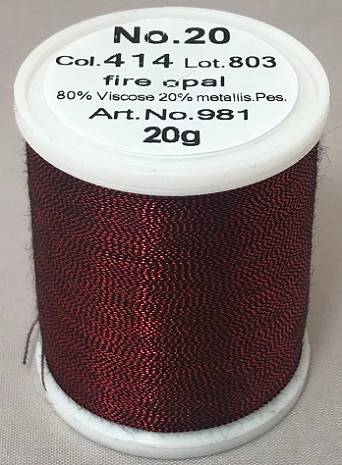 No.20
Col.414 Lot.803
fire opal
80% Viscose 20% metallis.Pes.
Art.No.981
20g